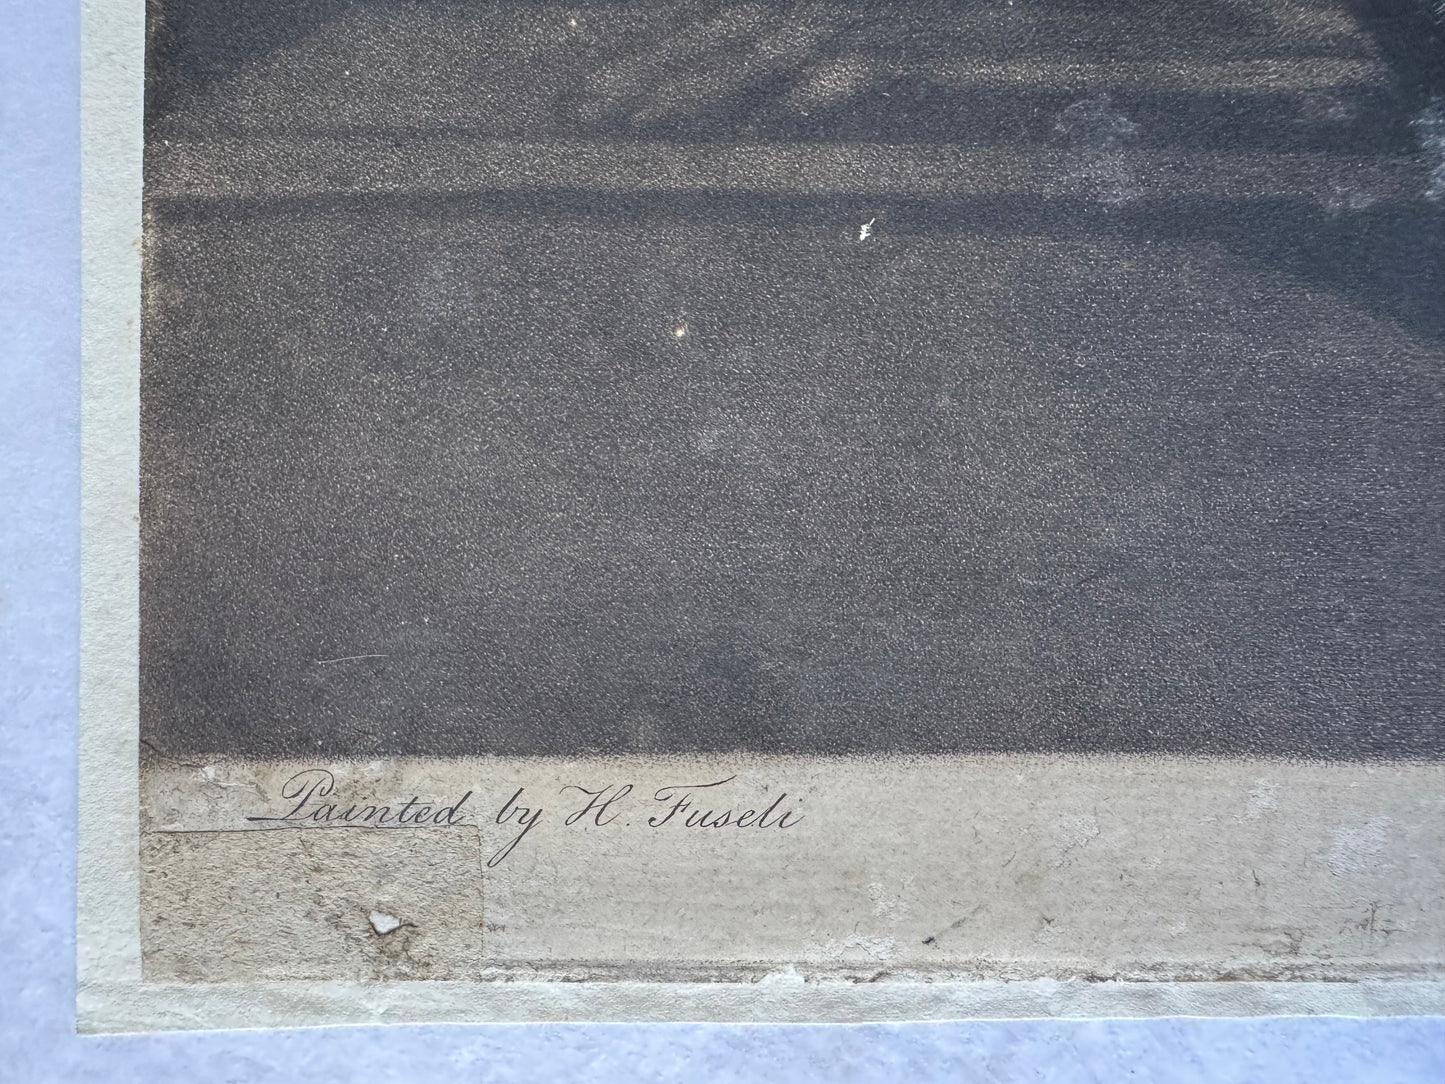 Painted by H. Fuseli